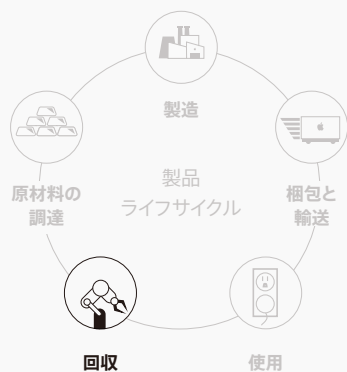 製造
原材料の
調達
製品
ライフサイクル
梱包と
輸送
回収
使用